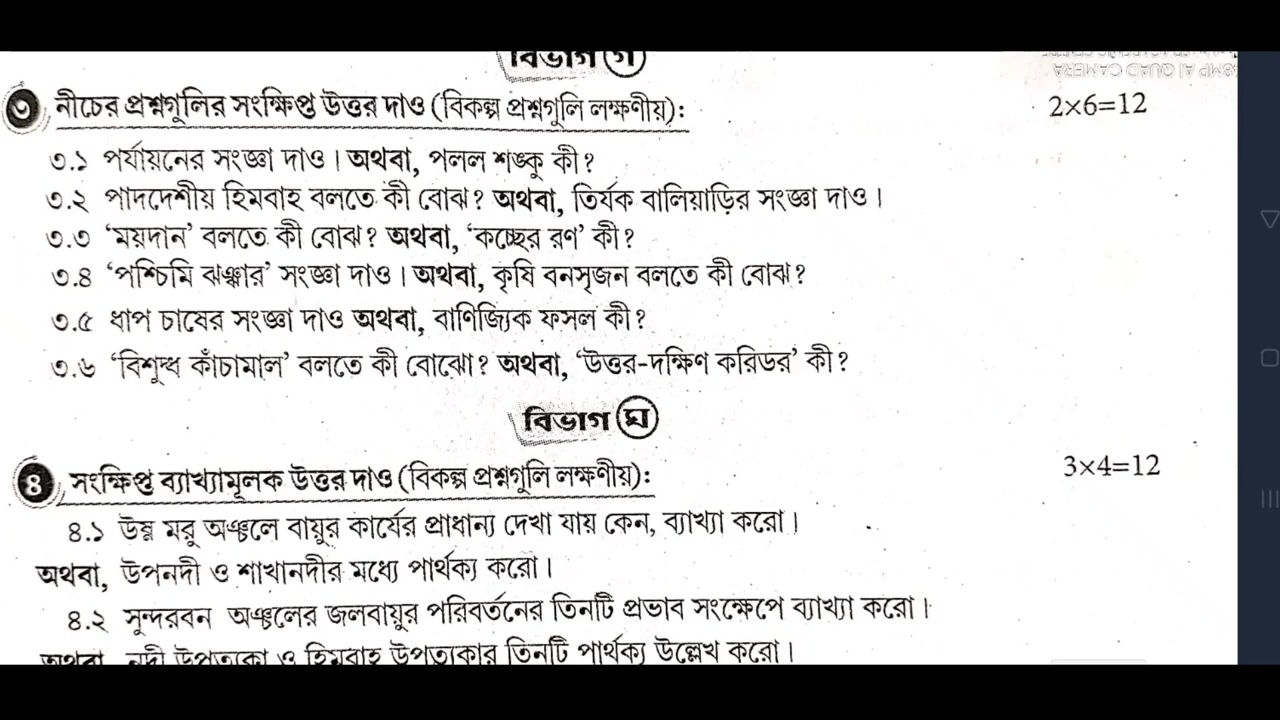 বিভাগ গ
48MP AI QUAD CAMERA
৩ নীচের প্রশ্নগুলির সংক্ষিপ্ত উত্তর দাও (বিকল্প প্রশ্নগুলি লক্ষণীয়): 2×6=12
৩.১ পর্যায়নের সংজ্ঞা দাও। অথবা, পলল শঙ্কু কী?
৩.২ পাদদেশীয় হিমবাহ বলতে কী বোঝ? অথবা, তির্যক বালিয়াড়ির সংজ্ঞা দাও।
৩.৩ ‘ময়দান’ বলতে কী বোঝ? অথবা, ‘কচ্ছের রণ’ কী?
৩.৪ ‘পশ্চিমি ঝঞ্ঝার’ সংজ্ঞা দাও। অথবা, কৃষি বনসৃজন বলতে কী বোঝ?
৩.৫ ধাপ চাষের সংজ্ঞা দাও অথবা, বাণিজ্যিক ফসল কী?
৩.৬ ‘বিশুদ্ধ কাঁচামাল’ বলতে কী বোঝো? অথবা, ‘উত্তর-দক্ষিণ করিডর’ কী?
বিভাগ ঘ
৪ সংক্ষিপ্ত ব্যাখ্যামূলক উত্তর দাও (বিকল্প প্রশ্নগুলি লক্ষণীয়): 3×4=12
৪.১ উষ্ণ মরু অঞ্চলে বায়ুর কার্যের প্রাধান্য দেখা যায় কেন, ব্যাখ্যা করো।
অথবা, উপনদী ও শাখানদীর মধ্যে পার্থক্য করো।
৪.২ সুন্দরবন অঞ্চলের জলবায়ুর পরিবর্তনের তিনটি প্রভাব সংক্ষেপে ব্যাখ্যা করো।
অথবা, নদী উপত্যকা ও হিমবাহ উপত্যকার তিনটি পার্থক্য উল্লেখ করো।